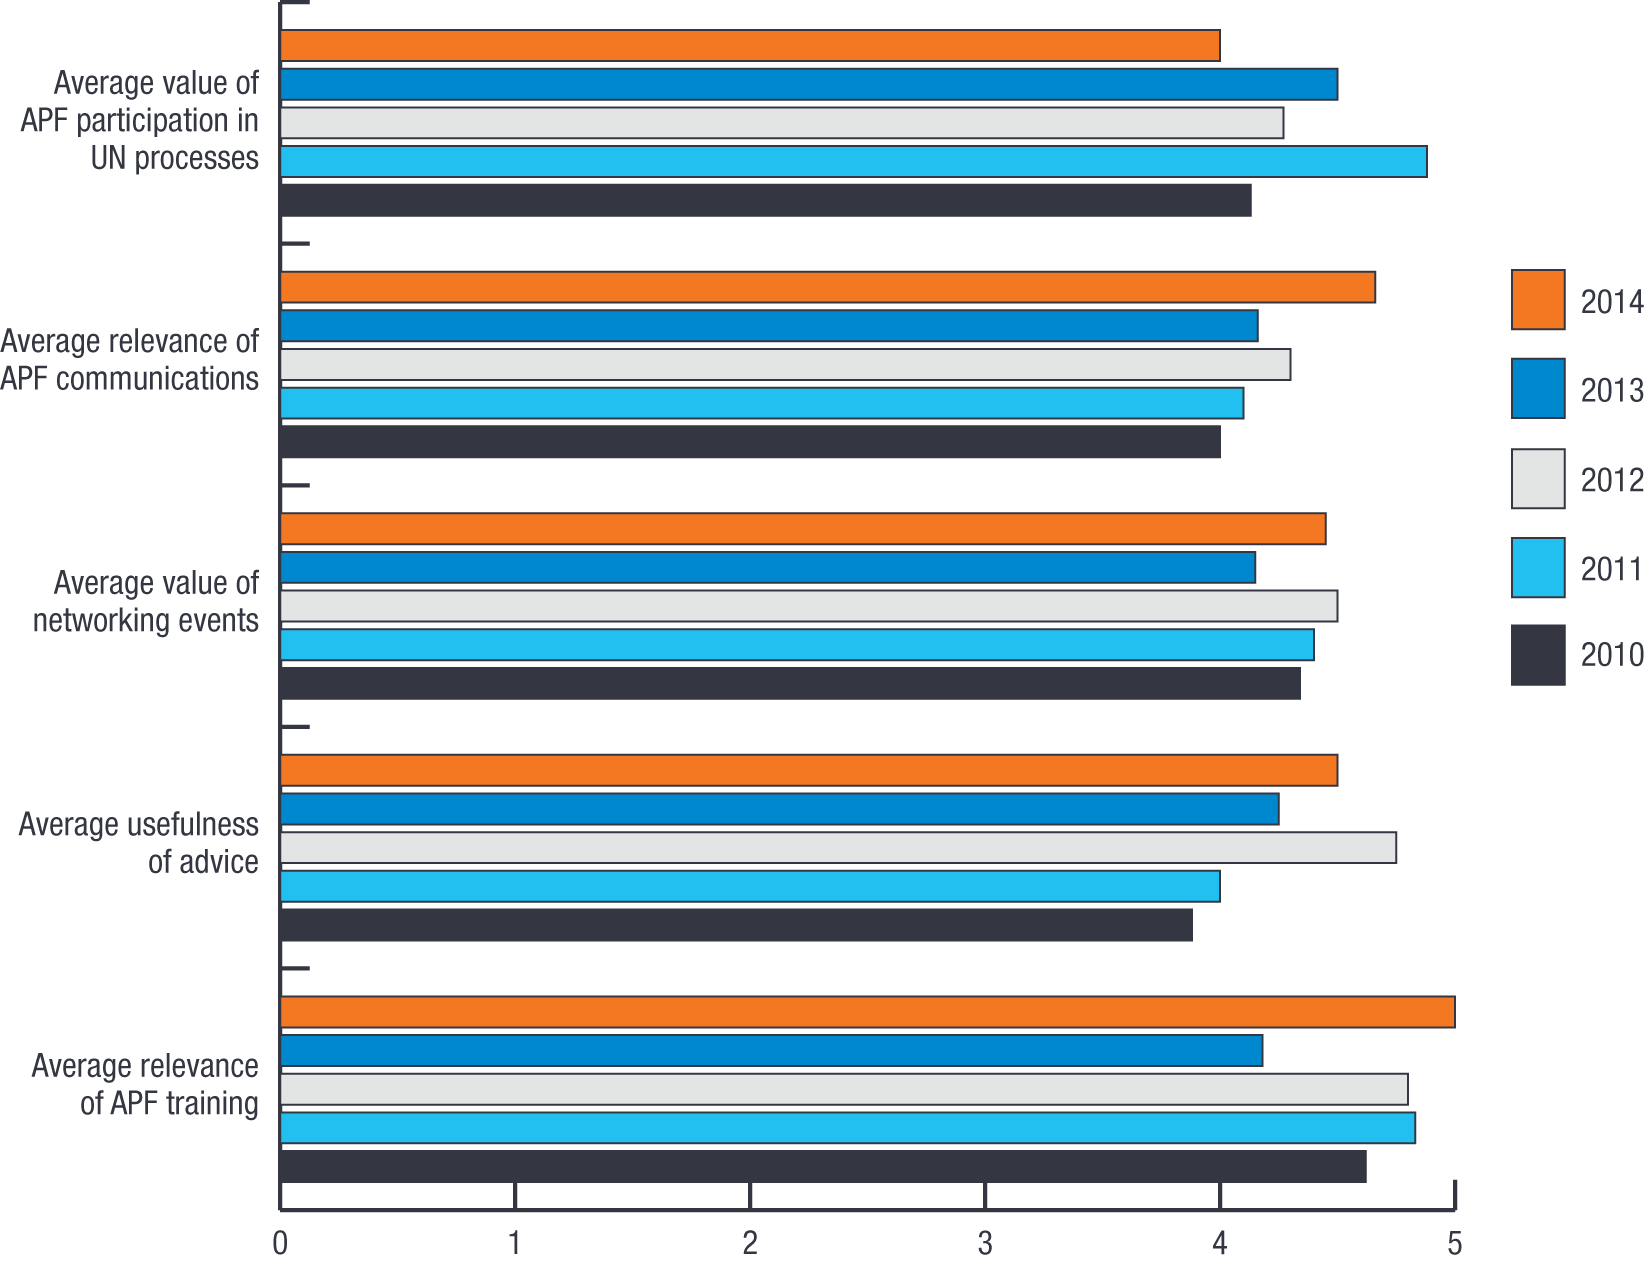 Average value of
APF participation in
UN processes
Average relevance of
APF communications
Average value of
networking events
Average usefulness
of advice
Average relevance
of APF training
0 1 2 3 4 5
2014
2013
2012
2011
2010